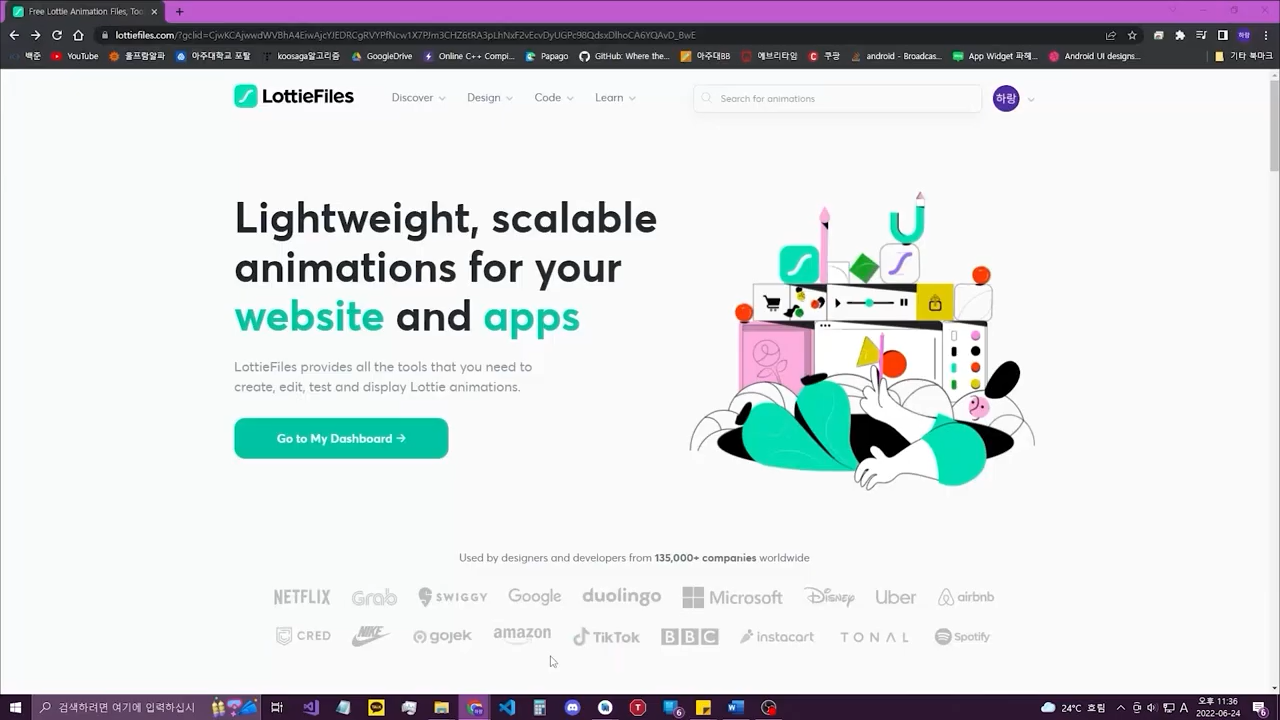 Free Lottie Animation Files, Too
lottiefiles.com/?gclid=CjwKCAjwwdWVBhA4EiwAjcYJEDRCgRVYPfNcw1X7PJm3CHZ6tRA3pLhNxF2vEcvDyUGPc98QdsxDlhoCA6YQAvD_BwE
하랑
백준 YouTube 올프람알파 아주대학교 포탈 koosaga알고리즘 GoogleDrive Online C++ Compi... Papago GitHub: Where the... 아주대BB 에브리타임 쿠팡 android - Broadcas... App Widget 파헤... Android UI designs... 기타 북마크
LottieFiles Discover Design Code Learn Search for animations 하랑
Lightweight, scalable
animations for your
website and apps
LottieFiles provides all the tools that you need to
create, edit, test and display Lottie animations.
Go to My Dashboard →
Used by designers and developers from 135,000+ companies worldwide
NETFLIX Grab SWIGGY Google duolingo Microsoft Disney Uber airbnb
CRED NIKE gojek amazon TikTok BBC instacart TONAL Spotify
검색하려면 여기에 입력하십시오 24°C 흐림 A 오후 11:36
2022-06-24